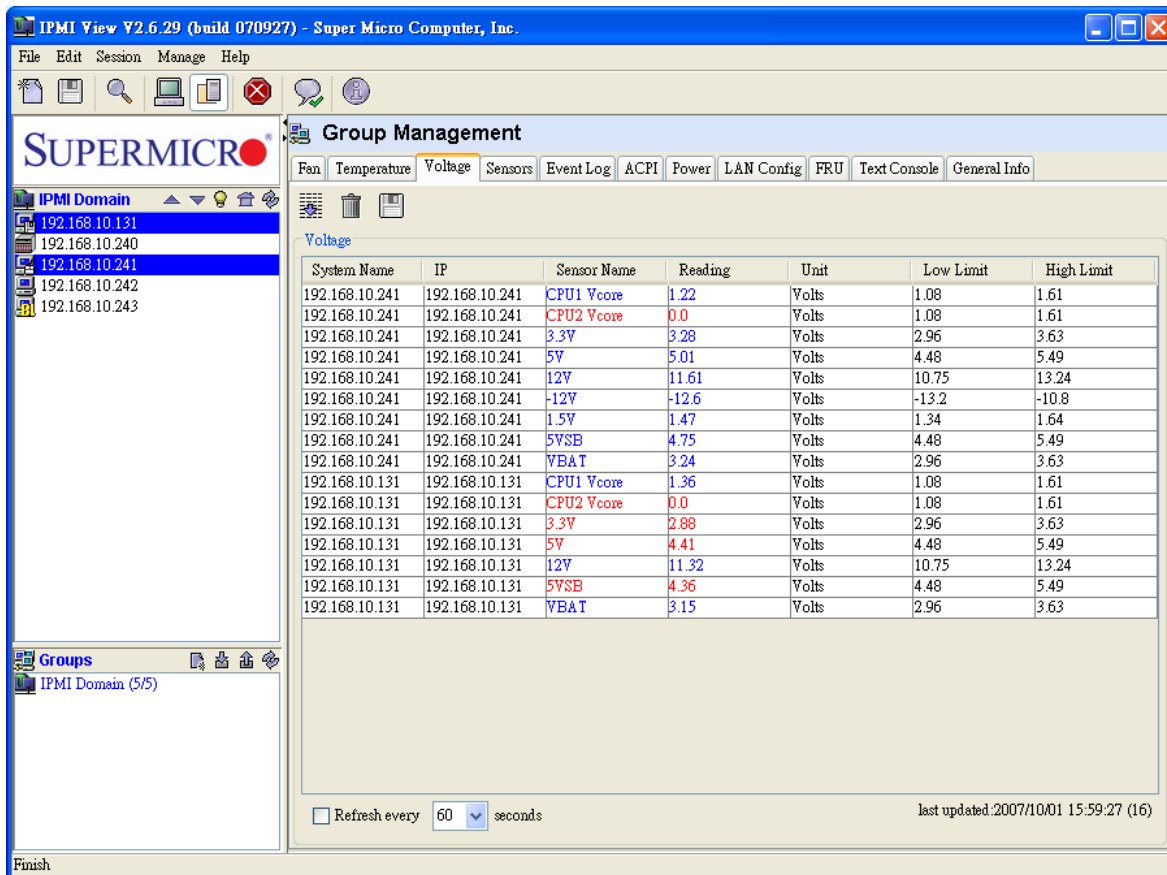 IPMI View V2.6.29 (build 070927) - Super Micro Computer, Inc.
File Edit Session Manage Help
SUPERMICRO
IPMI Domain
192.168.10.131
192.168.10.240
192.168.10.241
192.168.10.242
192.168.10.243
Groups
IPMI Domain (5/5)
Group Management
Fan Temperature Voltage Sensors Event Log ACPI Power LAN Config FRU Text Console General Info
Voltage
System Name IP Sensor Name Reading Unit Low Limit High Limit
192.168.10.241 192.168.10.241 CPU1 Vcore 1.22 Volts 1.08 1.61
192.168.10.241 192.168.10.241 CPU2 Vcore 0.0 Volts 1.08 1.61
192.168.10.241 192.168.10.241 3.3V 3.28 Volts 2.96 3.63
192.168.10.241 192.168.10.241 5V 5.01 Volts 4.48 5.49
192.168.10.241 192.168.10.241 12V 11.61 Volts 10.75 13.24
192.168.10.241 192.168.10.241 -12V -12.6 Volts -13.2 -10.8
192.168.10.241 192.168.10.241 1.5V 1.47 Volts 1.34 1.64
192.168.10.241 192.168.10.241 5VSB 4.75 Volts 4.48 5.49
192.168.10.241 192.168.10.241 VBAT 3.24 Volts 2.96 3.63
192.168.10.131 192.168.10.131 CPU1 Vcore 1.36 Volts 1.08 1.61
192.168.10.131 192.168.10.131 CPU2 Vcore 0.0 Volts 1.08 1.61
192.168.10.131 192.168.10.131 3.3V 2.88 Volts 2.96 3.63
192.168.10.131 192.168.10.131 5V 4.41 Volts 4.48 5.49
192.168.10.131 192.168.10.131 12V 11.32 Volts 10.75 13.24
192.168.10.131 192.168.10.131 5VSB 4.36 Volts 4.48 5.49
192.168.10.131 192.168.10.131 VBAT 3.15 Volts 2.96 3.63
Refresh every 60 seconds
last updated:2007/10/01 15:59:27 (16)
Finish